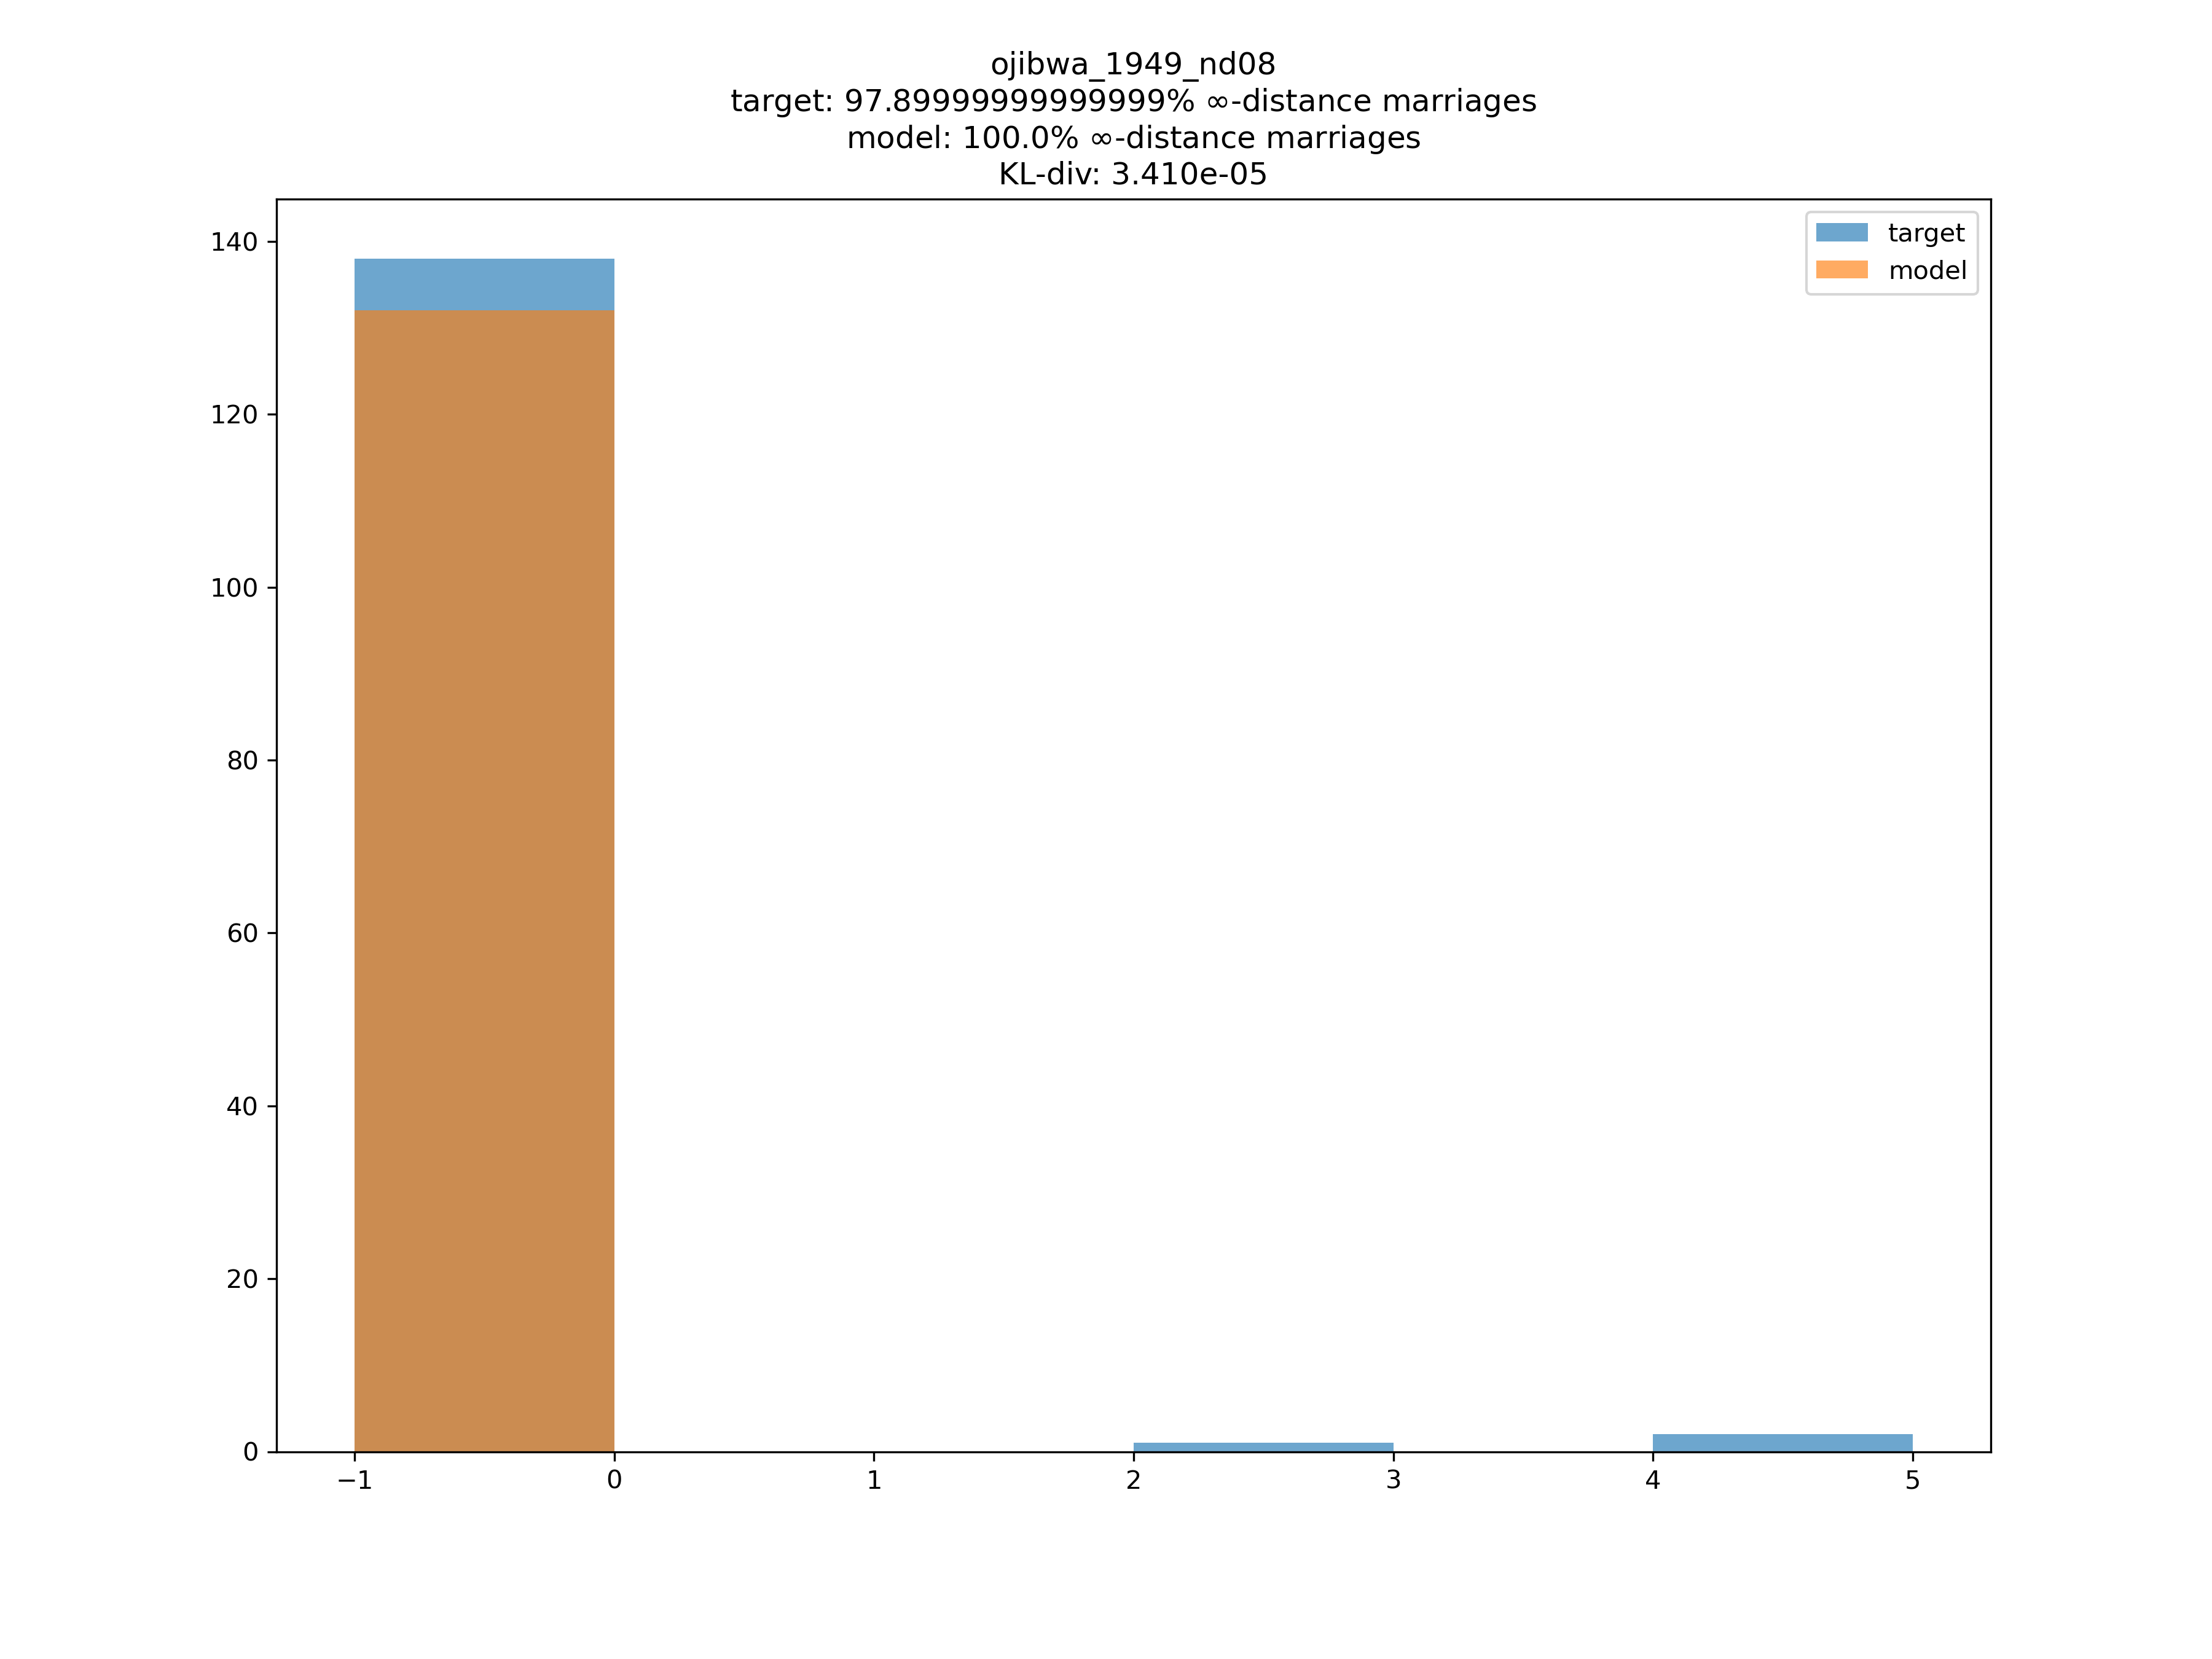 ojibwa_1949_nd08
target: 97.89999999999999% ∞-distance marriages
model: 100.0% ∞-distance marriages
KL-div: 3.410e-05
target
model
140
120
100
80
60
40
20
0
−1 0 1 2 3 4 5